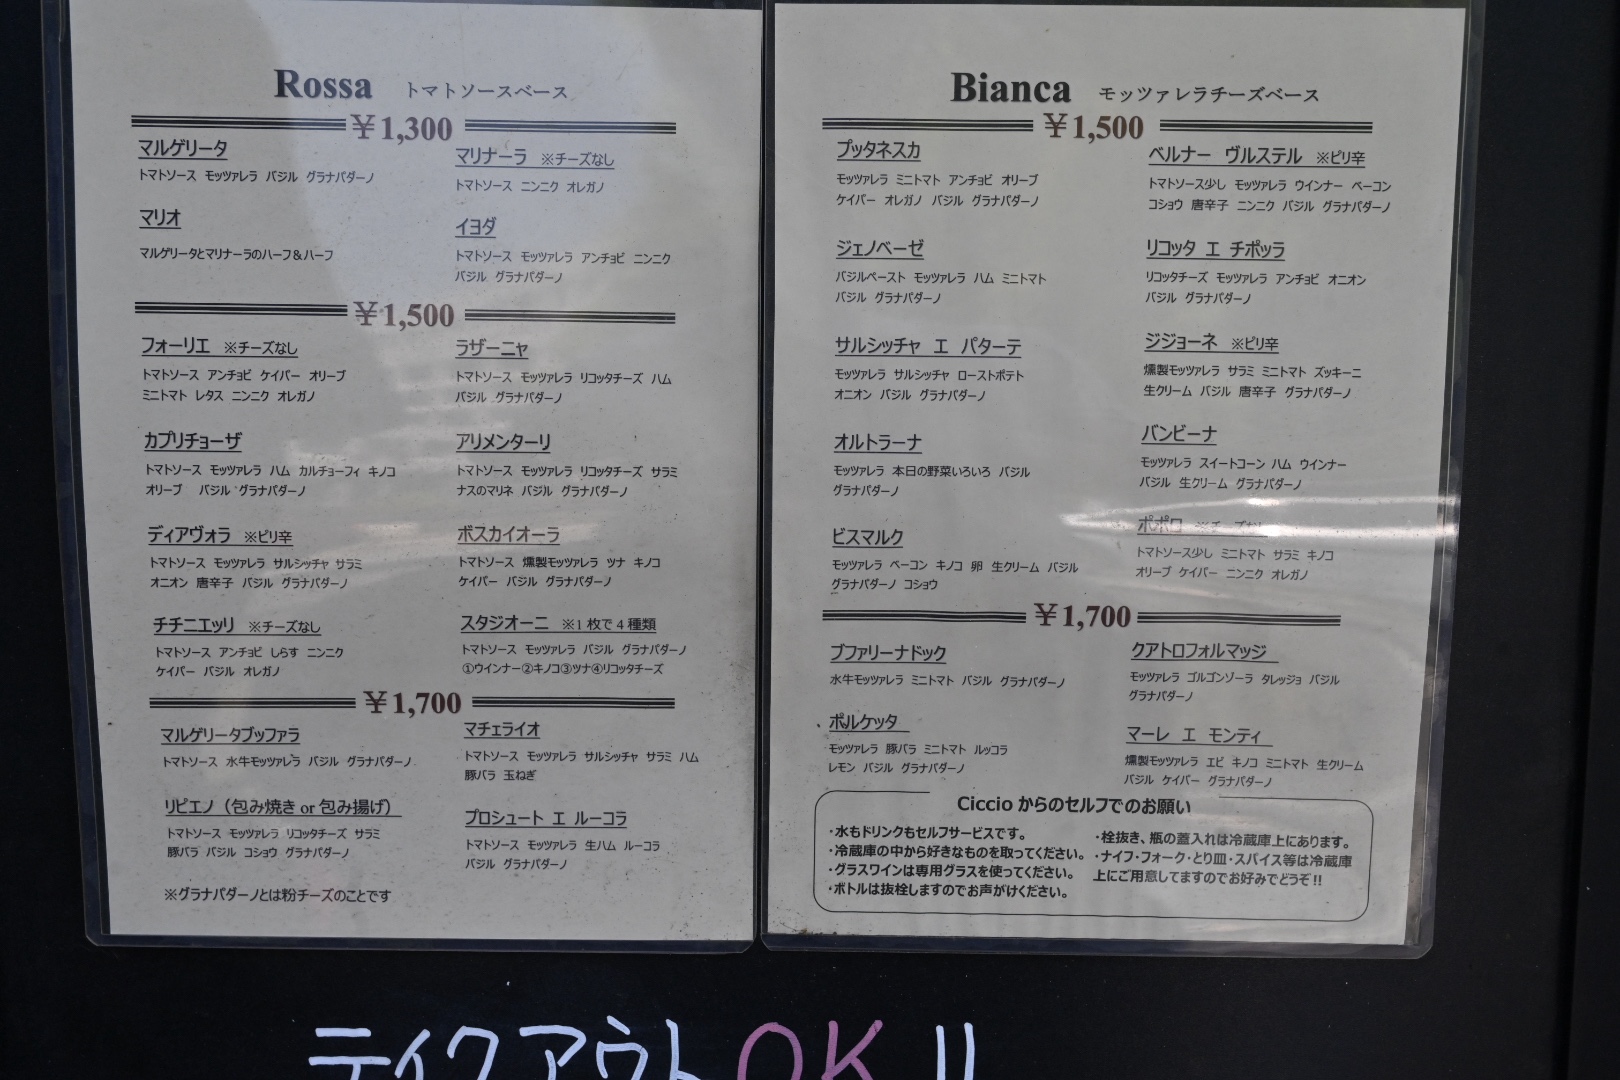 Rossa トマトソースベース
￥1,300
マルゲリータ
トマトソース モッツァレラ バジル グラナパダーノ
マリナーラ ※チーズなし
トマトソース ニンニク オレガノ
マリオ
マルゲリータとマリナーラのハーフ＆ハーフ
イヨダ
トマトソース モッツァレラ アンチョビ ニンニク
バジル グラナパダーノ
￥1,500
フォーリエ ※チーズなし
トマトソース アンチョビ ケイパー オリーブ
ミニトマト レタス ニンニク オレガノ
ラザーニャ
トマトソース モッツァレラ リコッタチーズ ハム
バジル グラナパダーノ
カプリチョーザ
トマトソース モッツァレラ ハム カルチョーフィ キノコ
オリーブ バジル グラナパダーノ
アリメンターリ
トマトソース モッツァレラ リコッタチーズ サラミ
ナスのマリネ バジル グラナパダーノ
ディアヴォラ ※ピリ辛
トマトソース モッツァレラ サルシッチャ サラミ
オニオン 唐辛子 バジル グラナパダーノ
ボスカイオーラ
トマトソース 燻製モッツァレラ ツナ キノコ
ケイパー バジル グラナパダーノ
チチニエッリ ※チーズなし
トマトソース アンチョビ しらす ニンニク
ケイパー バジル オレガノ
スタジオーニ ※1枚で4種類
トマトソース モッツァレラ バジル グラナパダーノ
①ウインナー②キノコ③ツナ④リコッタチーズ
￥1,700
マルゲリータブッファラ
トマトソース 水牛モッツァレラ バジル グラナパダーノ
マチェライオ
トマトソース モッツァレラ サルシッチャ サラミ ハム
豚バラ 玉ねぎ
リピエノ（包み焼き or 包み揚げ）
トマトソース モッツァレラ リコッタチーズ サラミ
豚バラ バジル コショウ グラナパダーノ
プロシュート エ ルーコラ
トマトソース モッツァレラ 生ハム ルーコラ
バジル グラナパダーノ
※グラナパダーノとは粉チーズのことです
Bianca モッツァレラチーズベース
￥1,500
プッタネスカ
モッツァレラ ミニトマト アンチョビ オリーブ
ケイパー オレガノ バジル グラナパダーノ
ベルナー ヴルステル ※ピリ辛
トマトソース少し モッツァレラ ウインナー ベーコン
コショウ 唐辛子 ニンニク バジル グラナパダーノ
ジェノベーゼ
バジルペースト モッツァレラ ハム ミニトマト
バジル グラナパダーノ
リコッタ エ チポッラ
リコッタチーズ モッツァレラ アンチョビ オニオン
バジル グラナパダーノ
サルシッチャ エ パターテ
モッツァレラ サルシッチャ ローストポテト
オニオン バジル グラナパダーノ
ジジョーネ ※ピリ辛
燻製モッツァレラ サラミ ミニトマト ズッキーニ
生クリーム バジル 唐辛子 グラナパダーノ
オルトラーナ
モッツァレラ 本日の野菜いろいろ バジル
グラナパダーノ
バンビーナ
モッツァレラ スイートコーン ハム ウインナー
バジル 生クリーム グラナパダーノ
ビスマルク
モッツァレラ ベーコン キノコ 卵 生クリーム バジル
グラナパダーノ コショウ
ポポロ ※チーズなし
トマトソース少し ミニトマト サラミ キノコ
オリーブ ケイパー ニンニク オレガノ
￥1,700
ブファリーナドック
水牛モッツァレラ ミニトマト バジル グラナパダーノ
クアトロフォルマッジ
モッツァレラ ゴルゴンゾーラ タレッジョ バジル
グラナパダーノ
ポルケッタ
モッツァレラ 豚バラ ミニトマト ルッコラ
レモン バジル グラナパダーノ
マーレ エ モンティ
燻製モッツァレラ エビ キノコ ミニトマト 生クリーム
バジル ケイパー グラナパダーノ
Ciccio からのセルフでのお願い
・水もドリンクもセルフサービスです。
・冷蔵庫の中から好きなものを取ってください。
・グラスワインは専用グラスを使ってください。
・ボトルは抜栓しますのでお声がけください。
・栓抜き、瓶の蓋入れは冷蔵庫上にあります。
・ナイフ・フォーク・とり皿・スパイス等は冷蔵庫
上にご用意してますのでお好みでどうぞ!!
テイクアウトOK!!